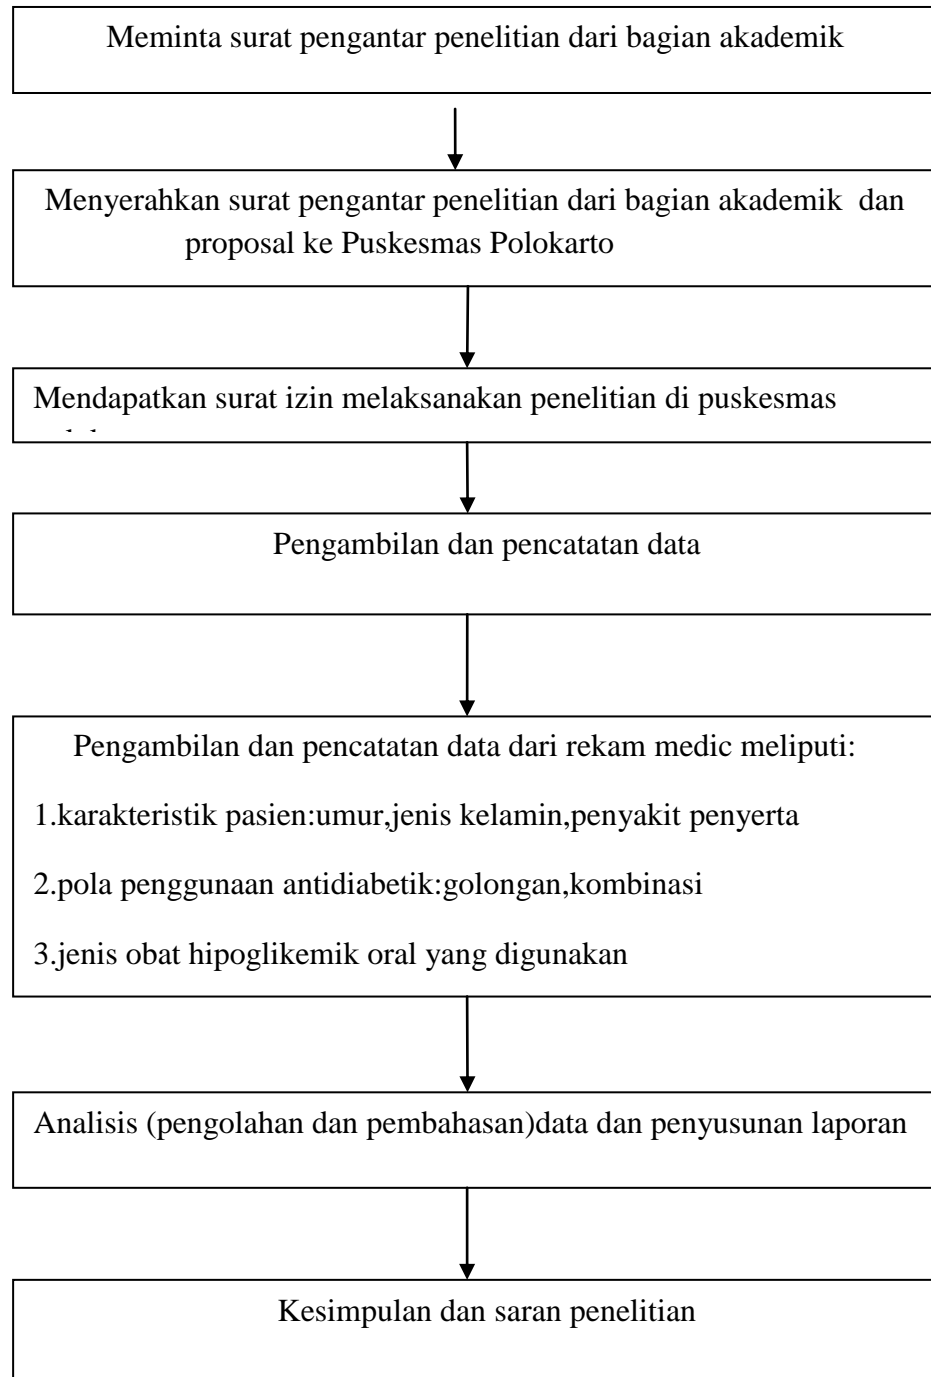 Meminta surat pengantar penelitian dari bagian akademik
Menyerahkan surat pengantar penelitian dari bagian akademik  dan
proposal ke Puskesmas Polokarto
Mendapatkan surat izin melaksanakan penelitian di puskesmas
Pengambilan dan pencatatan data
Pengambilan dan pencatatan data dari rekam medic meliputi:
1.karakteristik pasien:umur,jenis kelamin,penyakit penyerta
2.pola penggunaan antidiabetik:golongan,kombinasi
3.jenis obat hipoglikemik oral yang digunakan
Analisis (pengolahan dan pembahasan)data dan penyusunan laporan
Kesimpulan dan saran penelitian